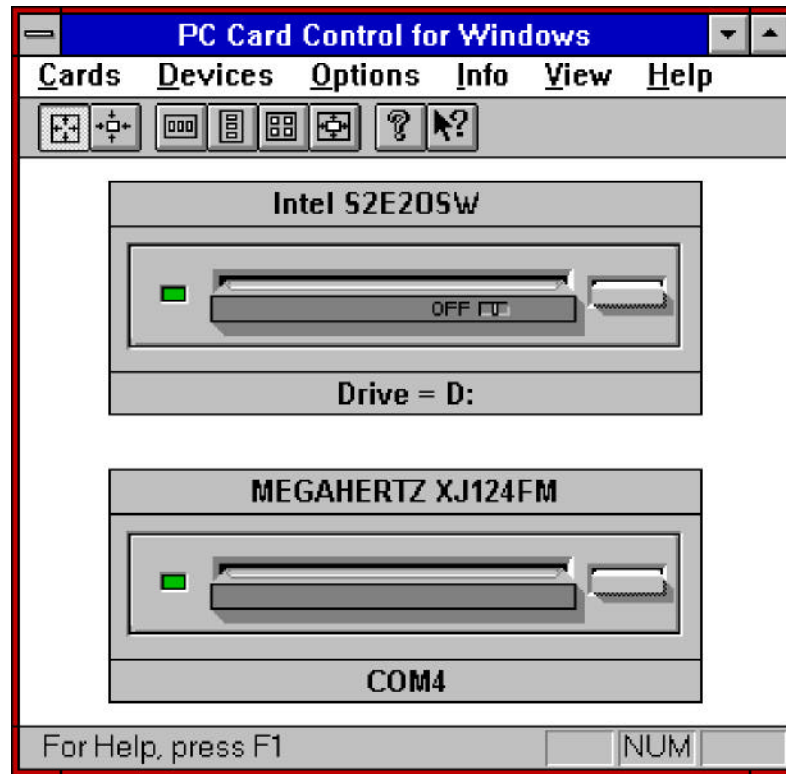 PC Card Control for Windows
Cards Devices Options Info View Help
Intel S2E20SW
OFF
Drive = D:
MEGAHERTZ XJ124FM
COM4
For Help, press F1 NUM